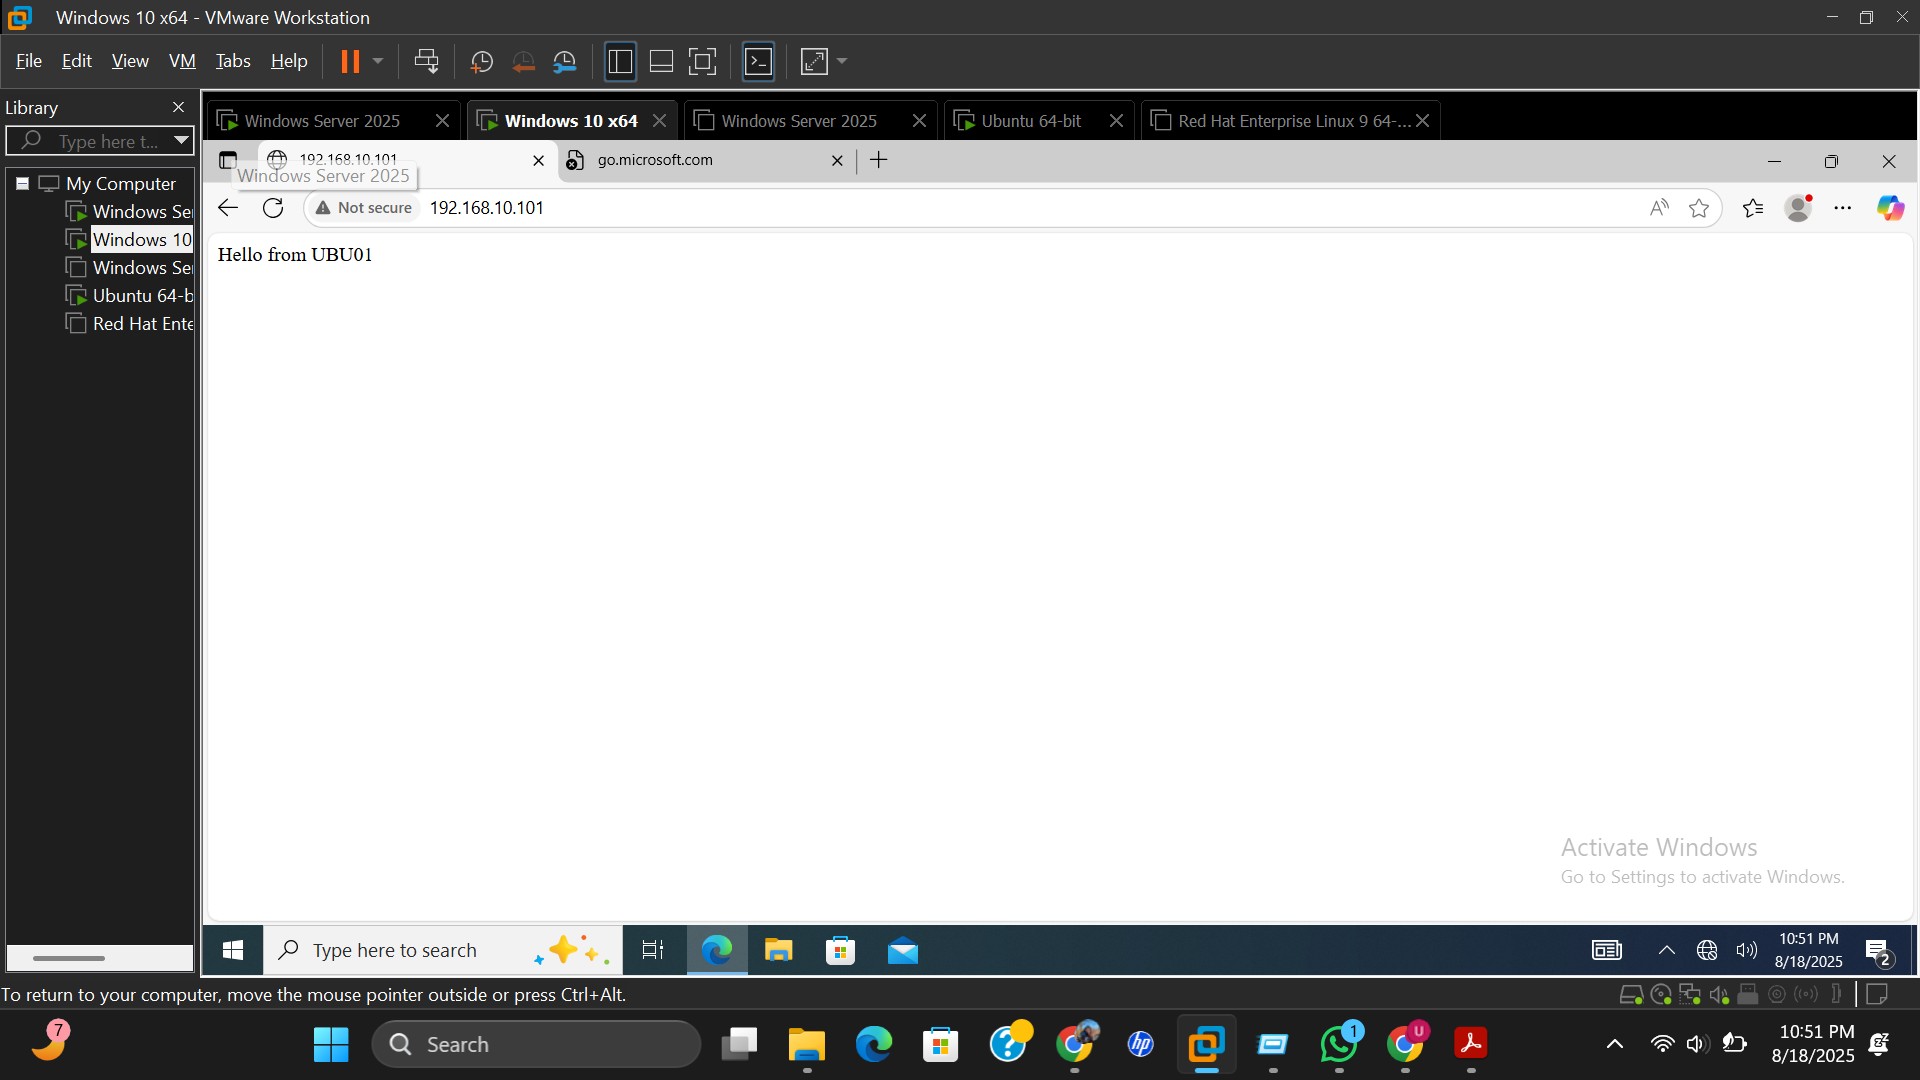 Windows 10 x64 - VMware Workstation
File Edit View VM Tabs Help
Library
Type here t...
My Computer
Windows Se
Windows 10
Windows Se
Ubuntu 64-b
Red Hat Ente
Windows Server 2025
Windows 10 x64
Windows Server 2025
Ubuntu 64-bit
Red Hat Enterprise Linux 9 64-...
192.168.10.101
go.microsoft.com
Windows Server 2025
Not secure 192.168.10.101
Hello from UBU01
Activate Windows
Go to Settings to activate Windows.
Type here to search
10:51 PM
8/18/2025
2
To return to your computer, move the mouse pointer outside or press Ctrl+Alt.
7
Search
hp
1
U
10:51 PM
8/18/2025